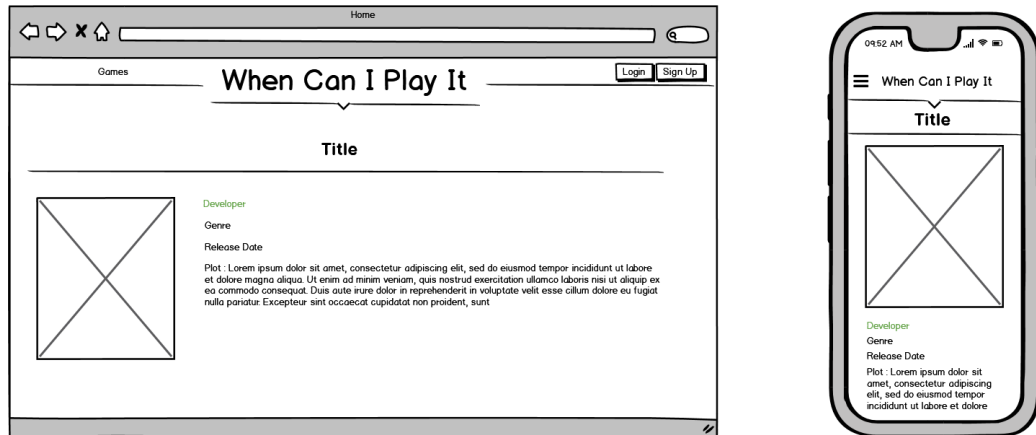 Home
Games
When Can I Play It
Login
Sign Up
Title
Developer
Genre
Release Date
Plot : Lorem ipsum dolor sit amet, consectetur adipiscing elit, sed do eiusmod tempor incididunt ut labore
et dolore magna aliqua. Ut enim ad minim veniam, quis nostrud exercitation ullamco laboris nisi ut aliquip ex
ea commodo consequat. Duis aute irure dolor in reprehenderit in voluptate velit esse cillum dolore eu fugiat
nulla pariatur. Excepteur sint occaecat cupidatat non proident, sunt
09:52 AM
When Can I Play It
Title
Developer
Genre
Release Date
Plot : Lorem ipsum dolor sit
amet, consectetur adipiscing
elit, sed do eiusmod tempor
incididunt ut labore et dolore